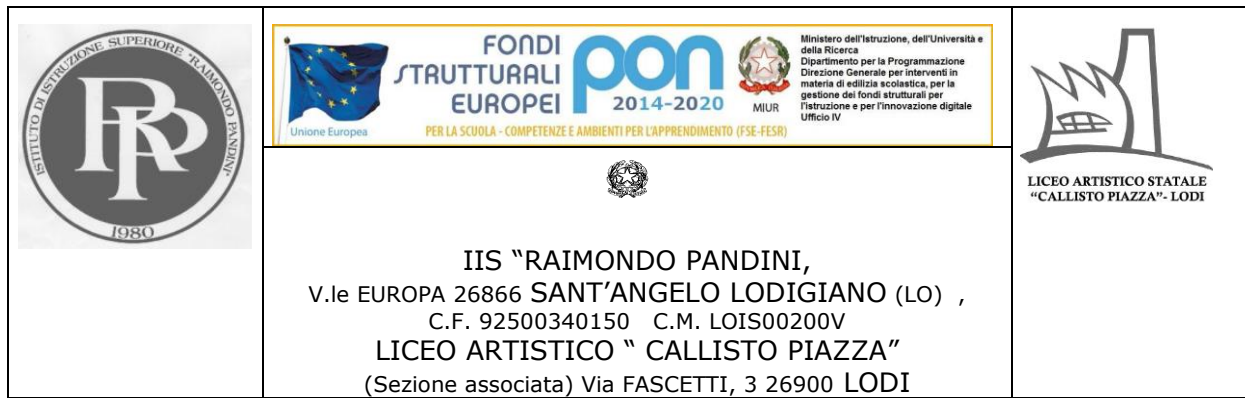 ISTITUTO DI ISTRUZIONE SUPERIORE "RAIMONDO PANDINI"
1980
Unione Europea
FONDI
STRUTTURALI
EUROPEI
pon
2014-2020
MIUR
Ministero dell'Istruzione, dell'Università e
della Ricerca
Dipartimento per la Programmazione
Direzione Generale per interventi in
materia di edilizia scolastica, per la
gestione dei fondi strutturali per
l'istruzione e per l'innovazione digitale
Ufficio IV
PER LA SCUOLA - COMPETENZE E AMBIENTI PER L'APPRENDIMENTO (FSE-FESR)
LICEO ARTISTICO STATALE
"CALLISTO PIAZZA"- LODI
IIS "RAIMONDO PANDINI,
V.le EUROPA 26866 SANT'ANGELO LODIGIANO (LO) ,
C.F. 92500340150 C.M. LOIS00200V
LICEO ARTISTICO " CALLISTO PIAZZA"
(Sezione associata) Via FASCETTI, 3 26900 LODI